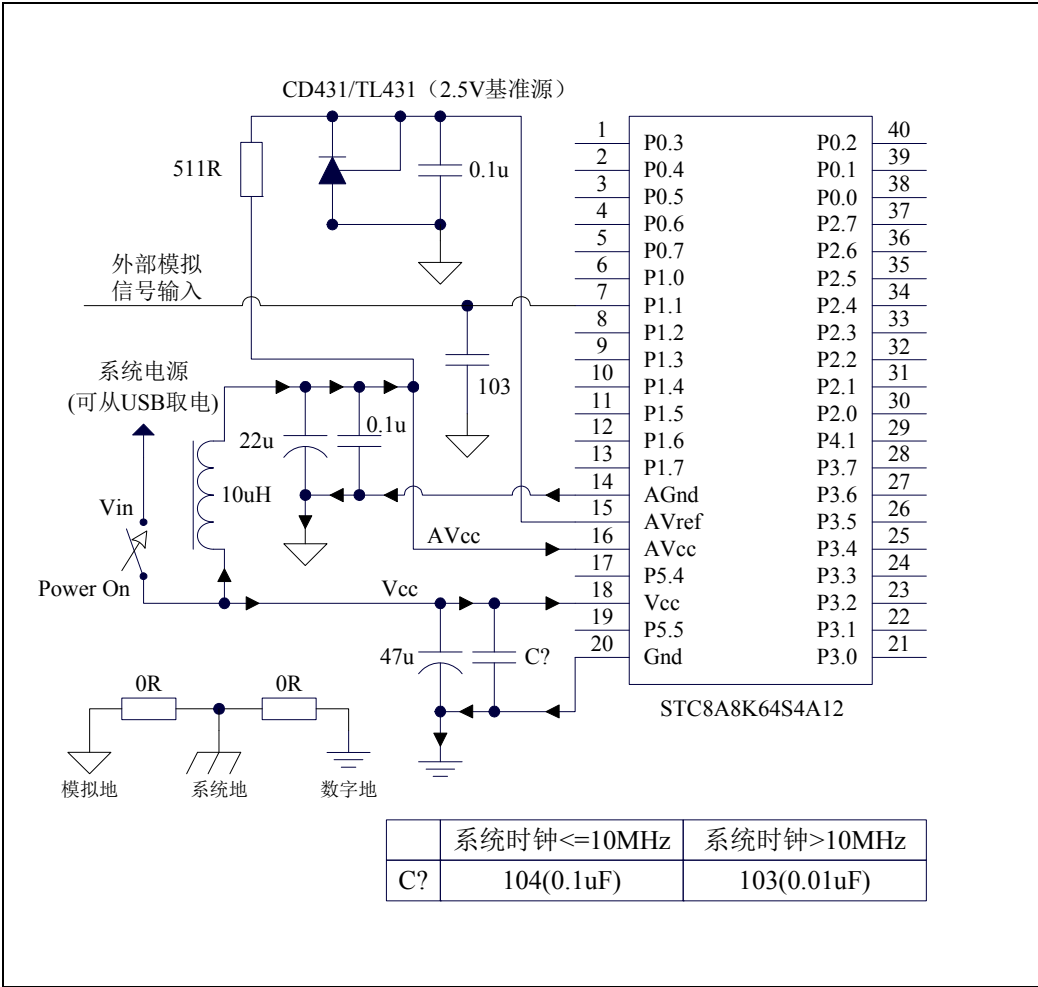 CD431/TL431（2.5V基准源）
511R
0.1u
外部模拟
信号输入
103
系统电源
(可从USB取电)
22u
0.1u
10uH
Vin
Power On
AVcc
Vcc
47u
C?
1 P0.3 P0.2 40
2 P0.4 P0.1 39
3 P0.5 P0.0 38
4 P0.6 P2.7 37
5 P0.7 P2.6 36
6 P1.0 P2.5 35
7 P1.1 P2.4 34
8 P1.2 P2.3 33
9 P1.3 P2.2 32
10 P1.4 P2.1 31
11 P1.5 P2.0 30
12 P1.6 P4.1 29
13 P1.7 P3.7 28
14 AGnd P3.6 27
15 AVref P3.5 26
16 AVcc P3.4 25
17 P5.4 P3.3 24
18 Vcc P3.2 23
19 P5.5 P3.1 22
20 Gnd P3.0 21
STC8A8K64S4A12
0R 0R
模拟地 系统地 数字地
系统时钟<=10MHz 系统时钟>10MHz
C? 104(0.1uF) 103(0.01uF)